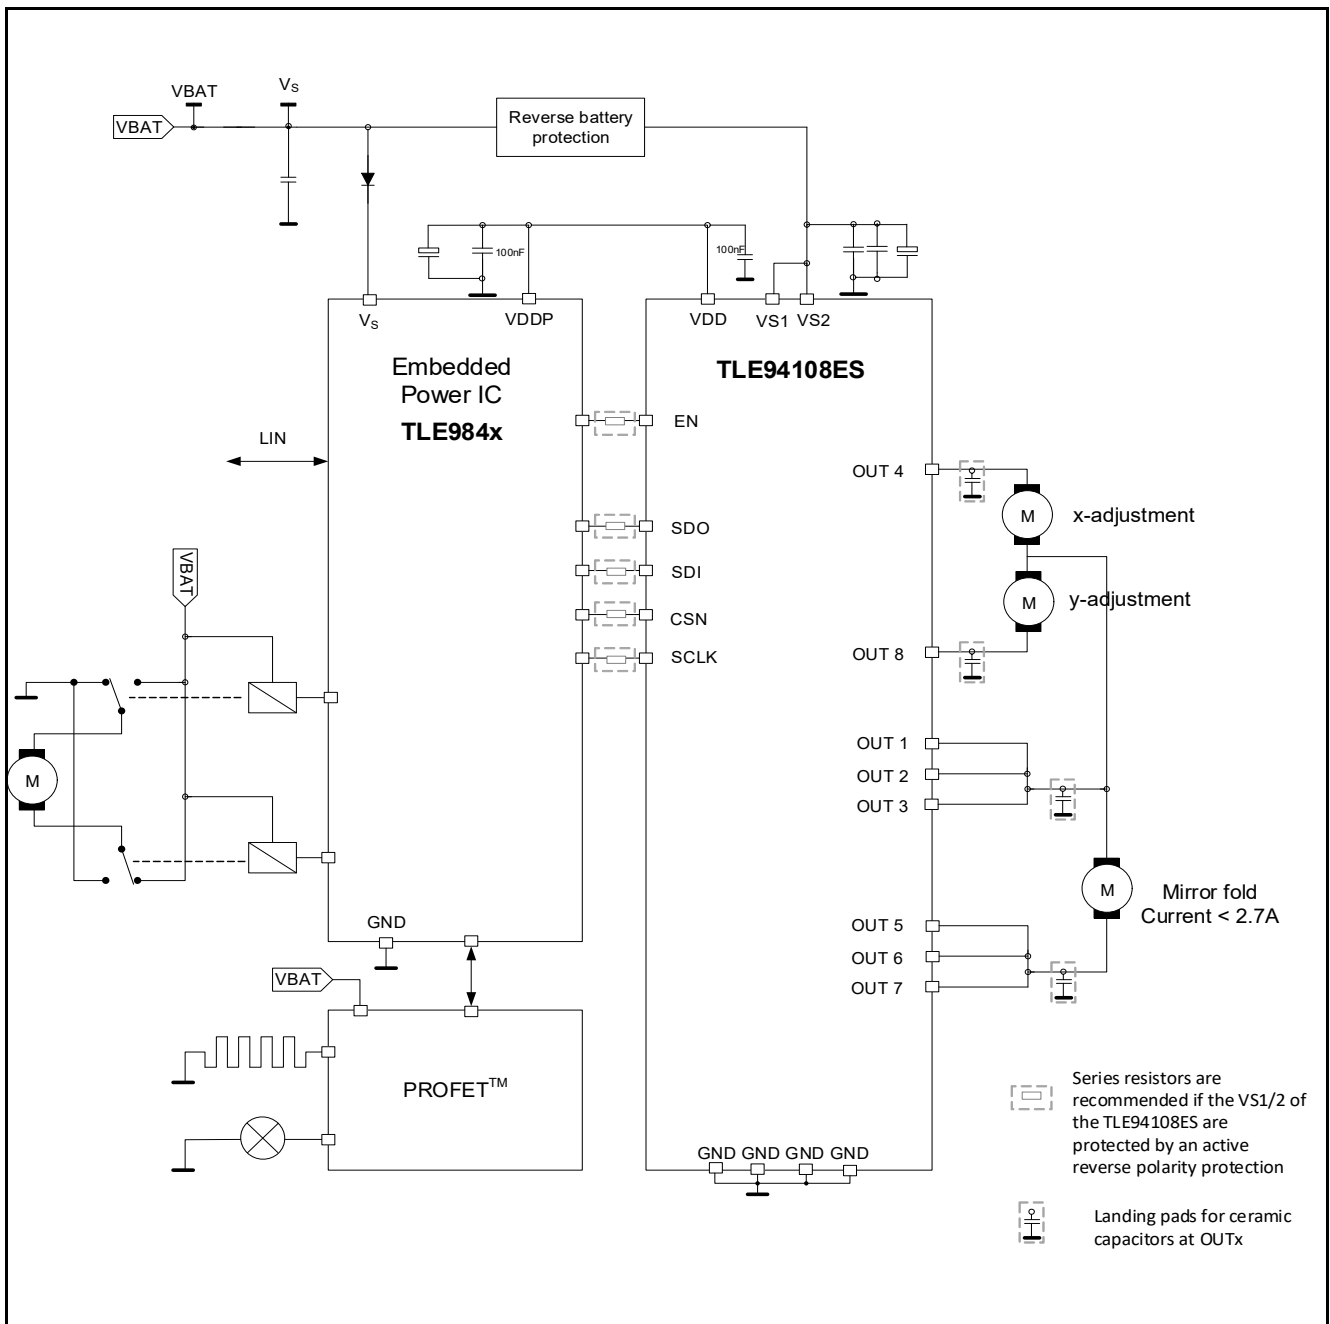 VBAT
V_S
VBAT
Reverse battery
protection
100nF
100nF
V_S
VDDP
VDD
VS1
VS2
Embedded
Power IC
TLE984x
TLE94108ES
EN
LIN
OUT 4
M
x-adjustment
SDO
VBAT
SDI
M
y-adjustment
CSN
OUT 8
SCLK
OUT 1
M
OUT 2
OUT 3
M
Mirror fold
Current < 2.7A
GND
OUT 5
OUT 6
VBAT
OUT 7
PROFET™
Series resistors are
recommended if the VS1/2 of
the TLE94108ES are
protected by an active
reverse polarity protection
GND GND GND GND
Landing pads for ceramic
capacitors at OUTx